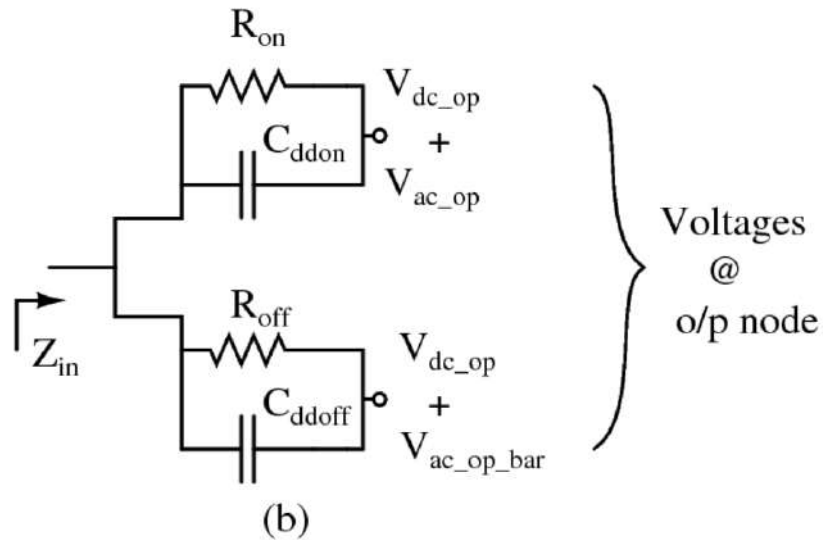 R_on
V_dc_op
C_ddon
+
V_ac_op
Voltages
@
o/p node
Z_in
R_off
V_dc_op
C_ddoff
+
V_ac_op_bar
(b)